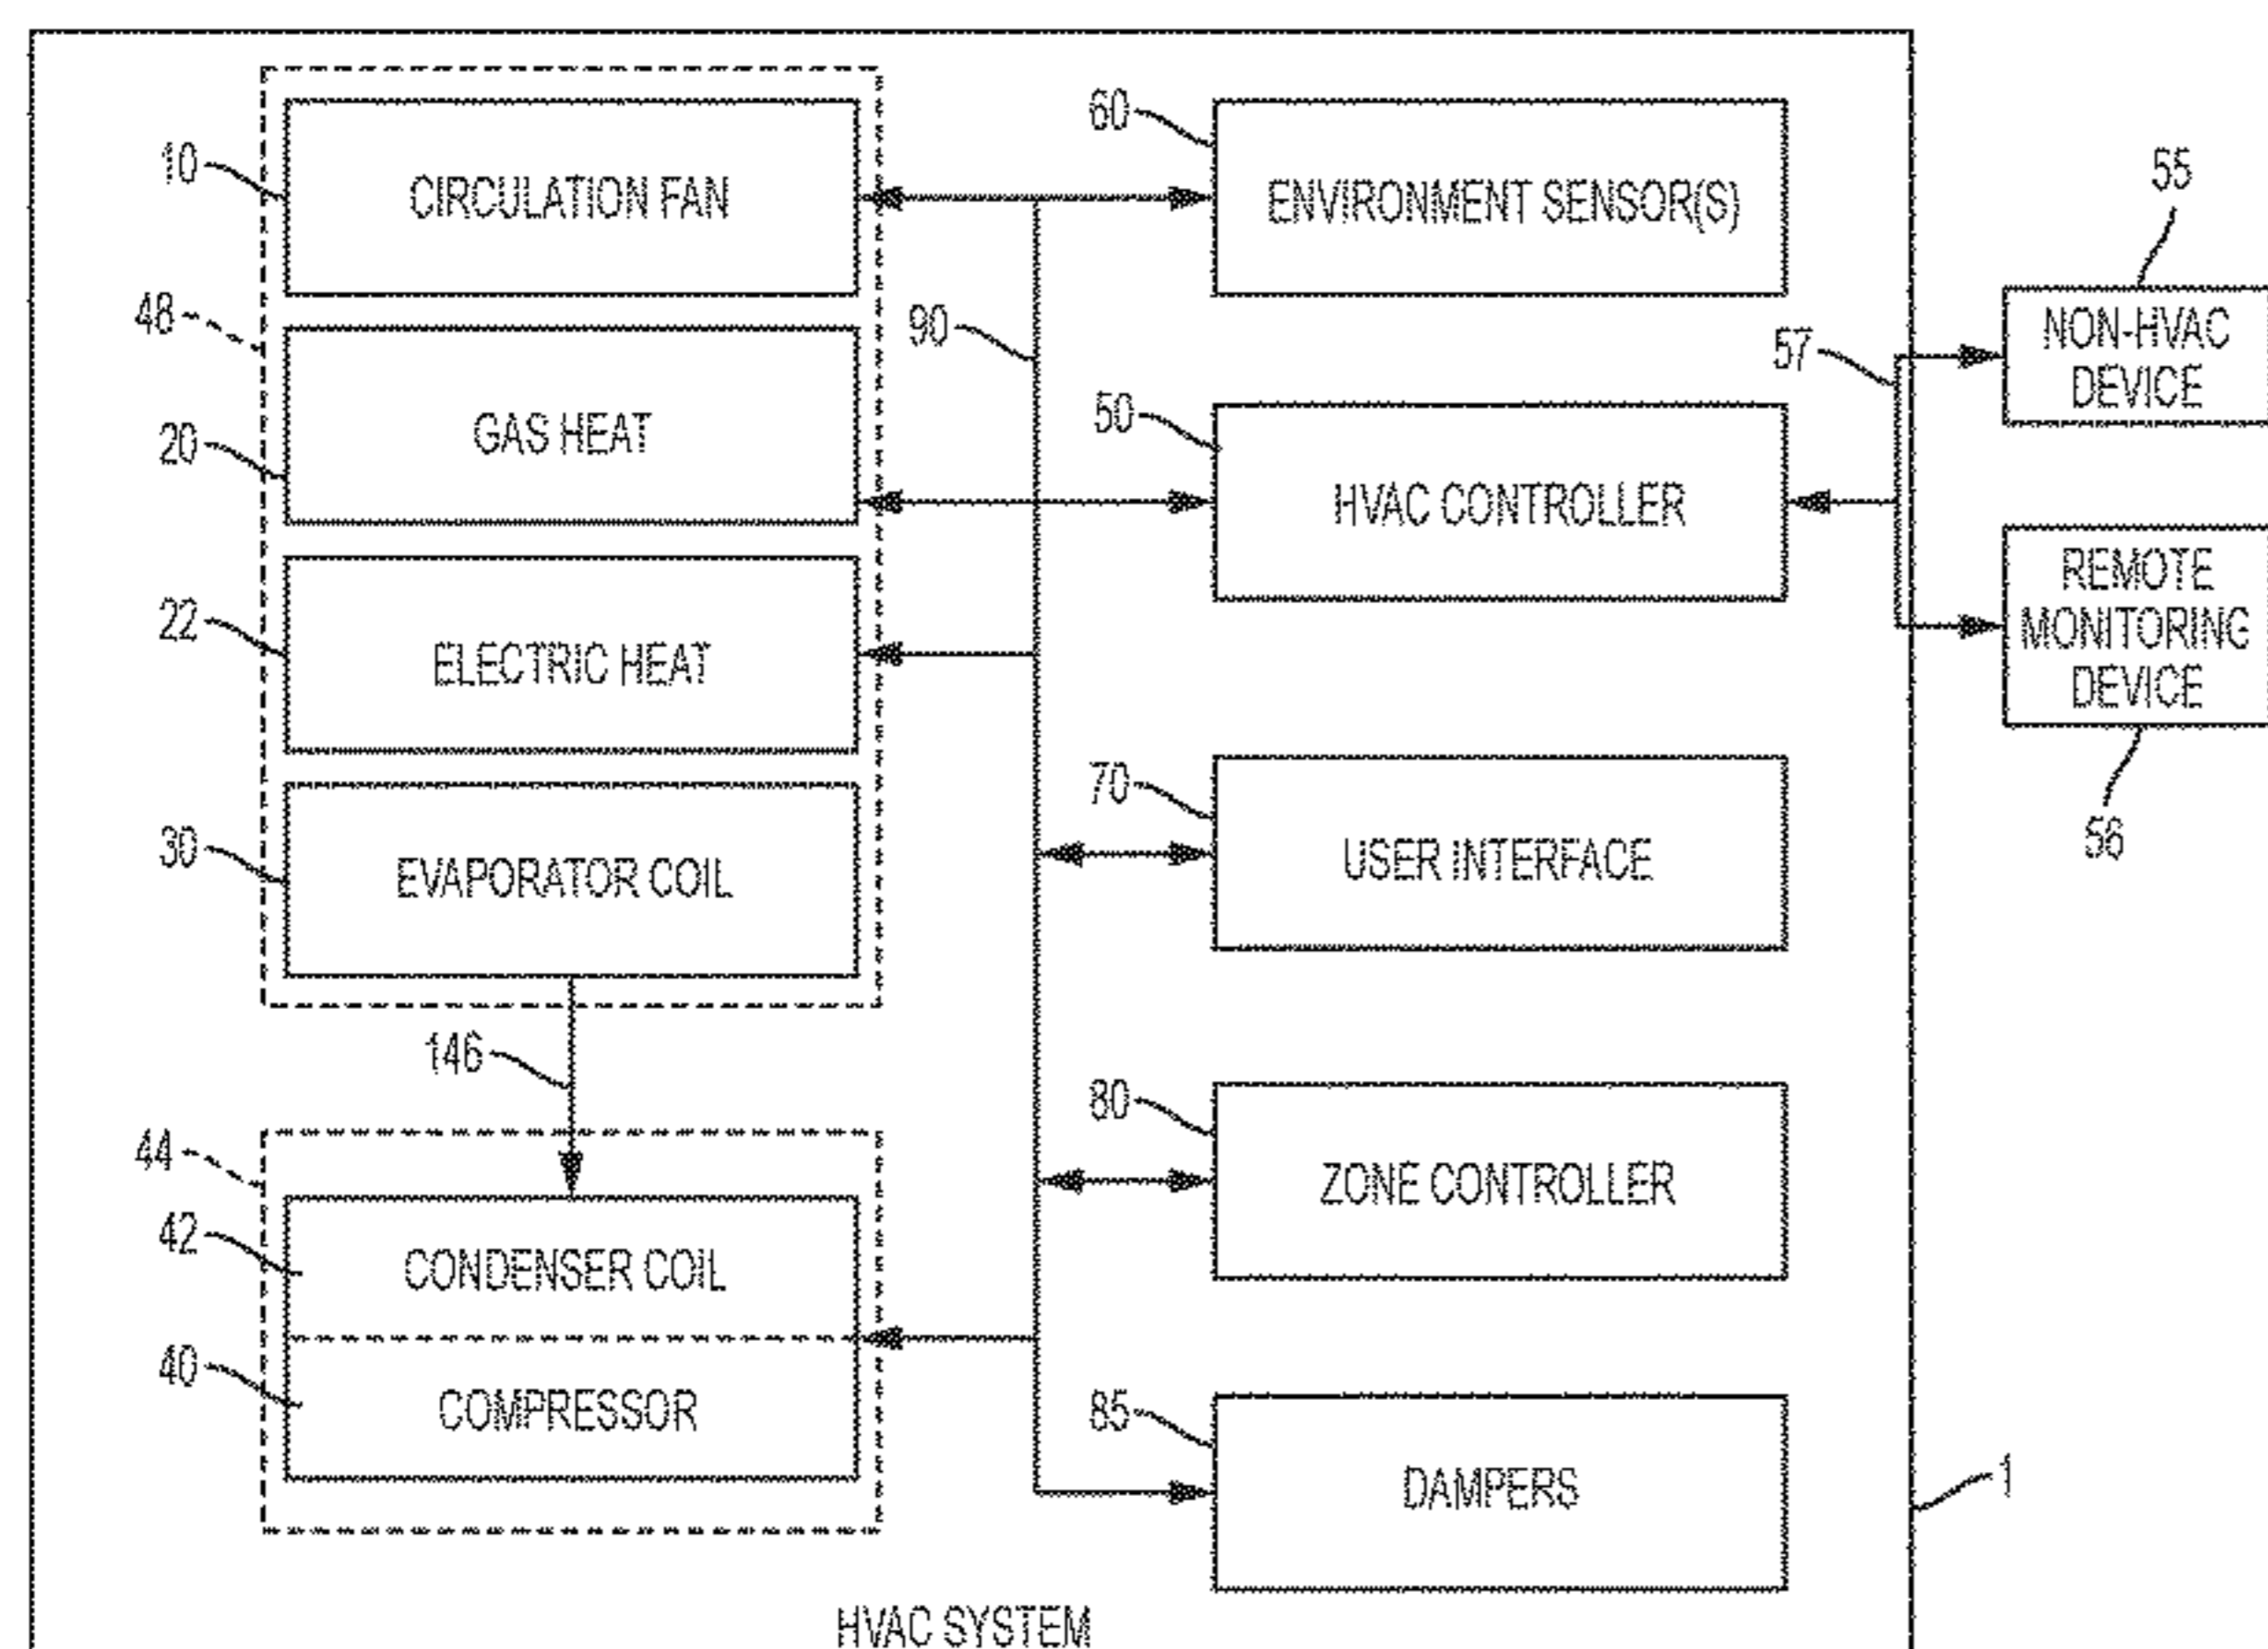 10
CIRCULATION FAN
48
20
GAS HEAT
22
ELECTRIC HEAT
30
EVAPORATOR COIL
146
44
42
CONDENSER COIL
40
COMPRESSOR
90
60
ENVIRONMENT SENSOR(S)
50
HVAC CONTROLLER
70
USER INTERFACE
80
ZONE CONTROLLER
85
DAMPERS
57
55
NON-HVAC
DEVICE
REMOTE
MONITORING
DEVICE
56
1
HVAC SYSTEM